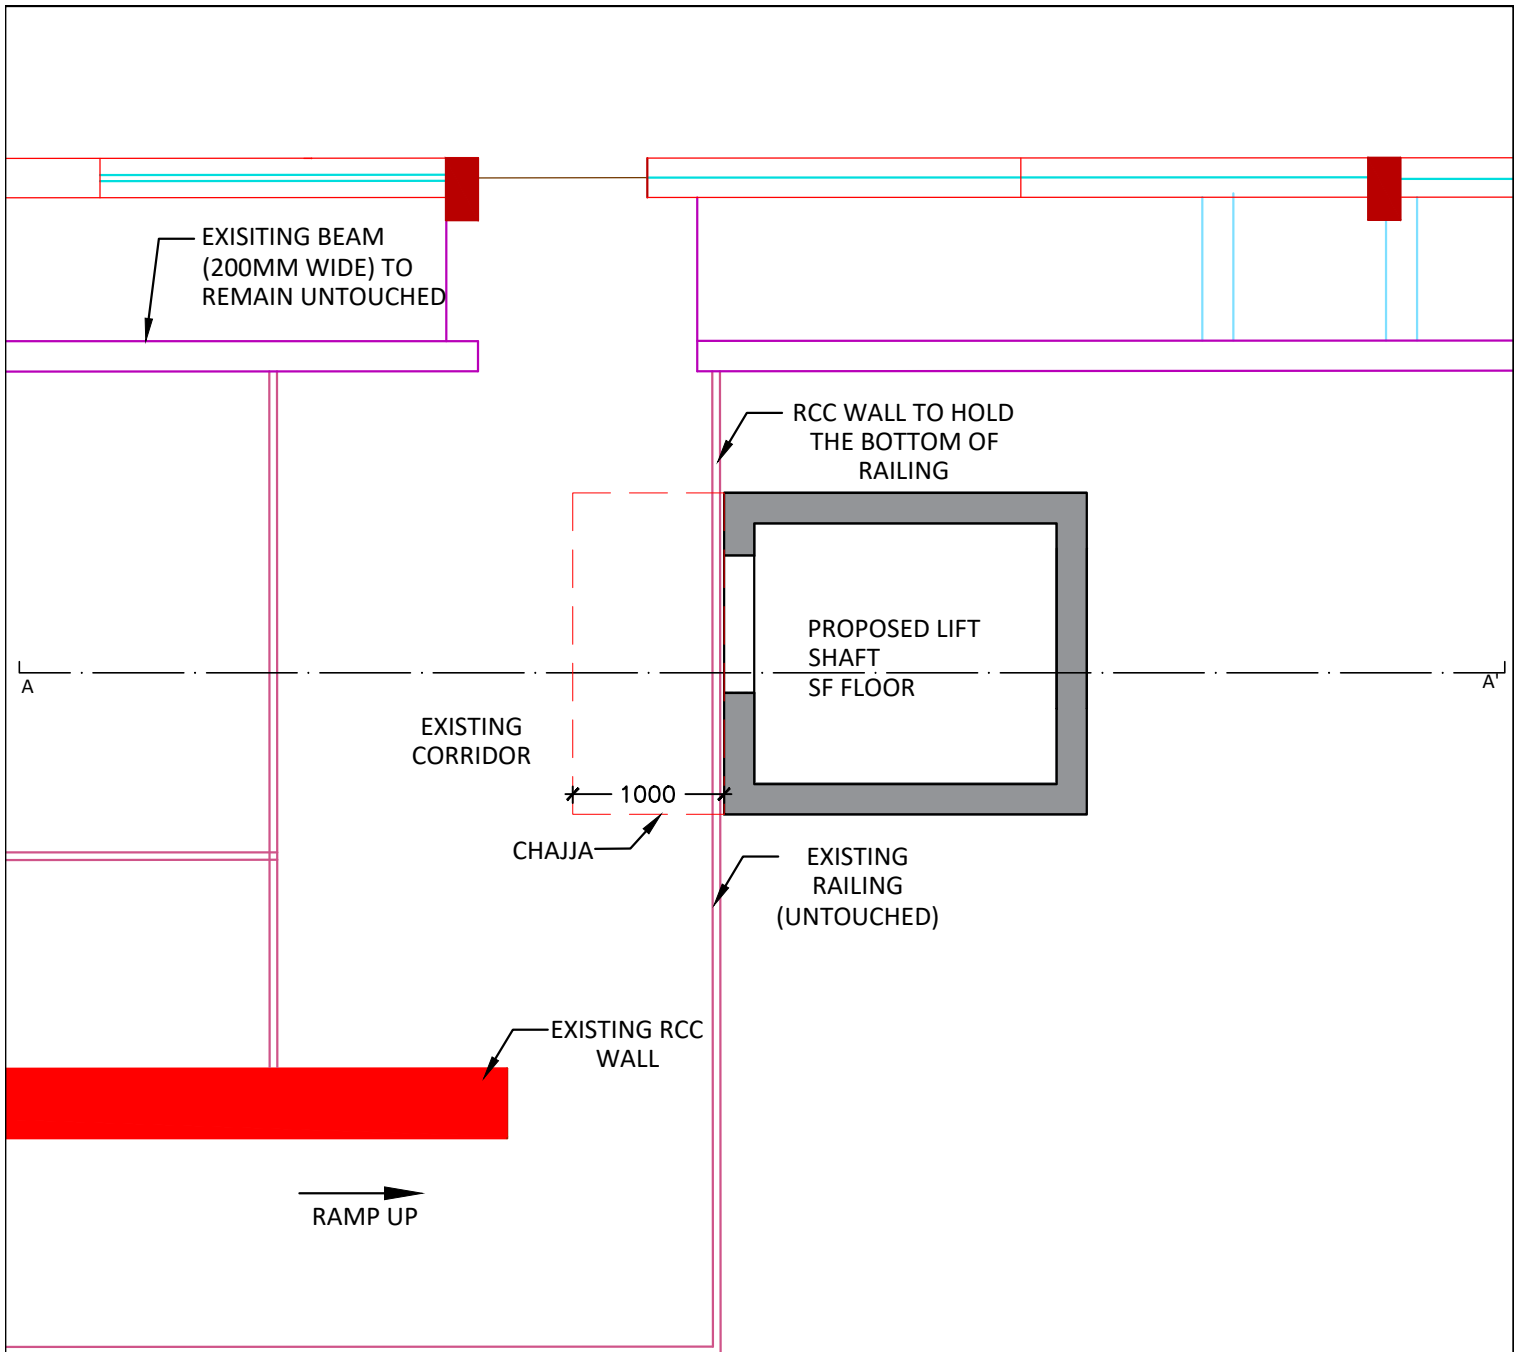 EXISITING BEAM
(200MM WIDE) TO
REMAIN UNTOUCHED
RCC WALL TO HOLD
THE BOTTOM OF
RAILING
PROPOSED LIFT
SHAFT
SF FLOOR
A
A'
EXISTING
CORRIDOR
1000
CHAJJA
EXISTING
RAILING
(UNTOUCHED)
EXISTING RCC
WALL
RAMP UP